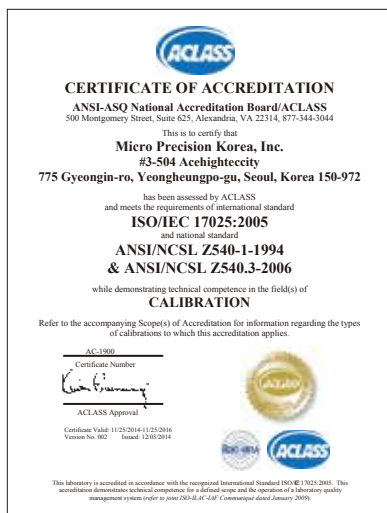 ACLASS
CERTIFICATE OF ACCREDITATION
ANSI-ASQ National Accreditation Board/ACLASS
500 Montgomery Street, Suite 625, Alexandria, VA 22314, 877-344-3044
This is to certify that
Micro Precision Korea, Inc.
#3-504 Acehighteccity
775 Gyeongin-ro, Yeongheungpo-gu, Seoul, Korea 150-972
has been assessed by ACLASS
and meets the requirements of international standard
ISO/IEC 17025:2005
and national standard
ANSI/NCSL Z540-1-1994
& ANSI/NCSL Z540.3-2006
while demonstrating technical competence in the field(s) of
CALIBRATION
Refer to the accompanying Scope(s) of Accreditation for information regarding the types
of calibrations to which this accreditation applies.
AC-1900
Certificate Number
ACLASS Approval
Certificate Valid: 11/25/2014-11/25/2016
Version No. 002 Issued: 12/03/2014
ACLASS
ilac-MRA
ACLASS
This laboratory is accredited in accordance with the recognized International Standard ISO/IEC 17025:2005. This
accreditation demonstrates technical competence for a defined scope and the operation of a laboratory quality
management system (refer to joint ISO-ILAC-IAF Communiqué dated January 2009).